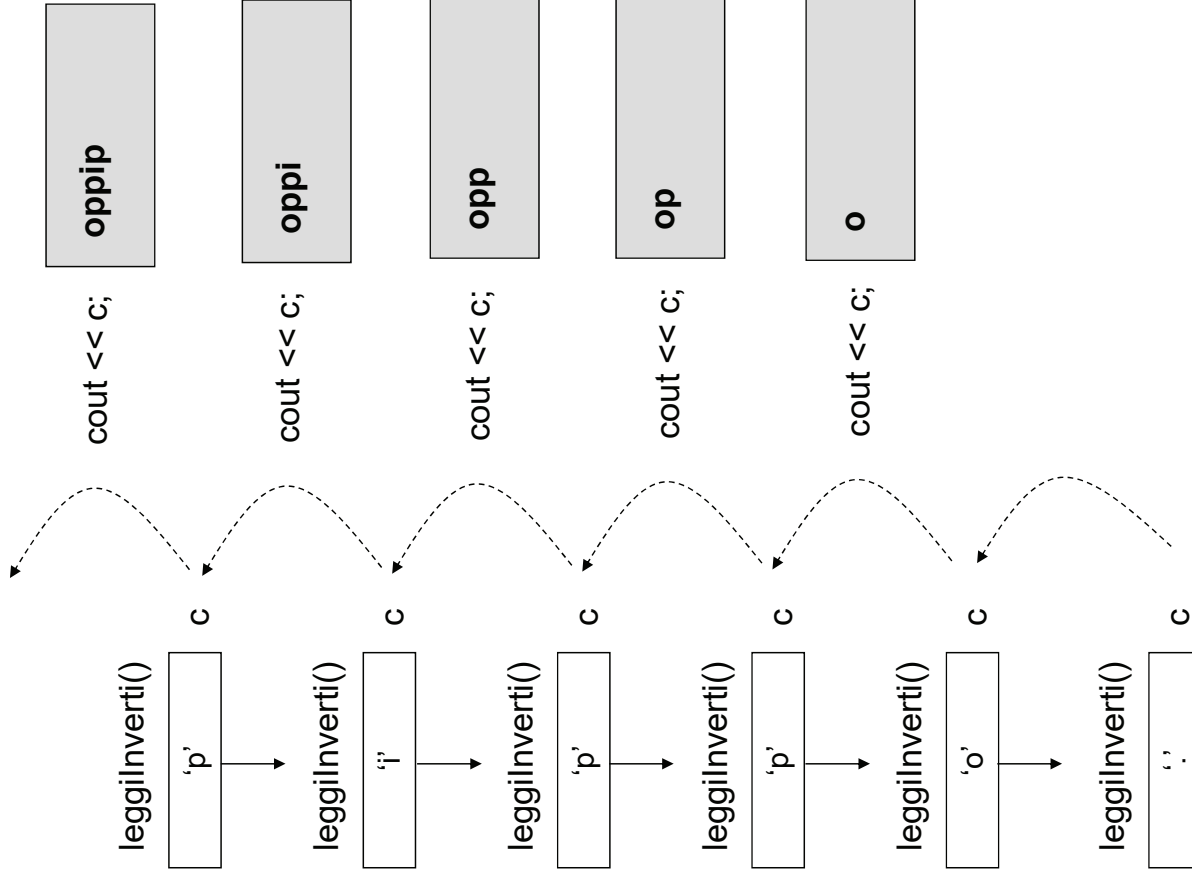 cout << c; oppip
leggiInverti()
‘p’ c
cout << c; oppi
leggiInverti()
‘i’ c
cout << c; opp
leggiInverti()
‘p’ c
cout << c; op
leggiInverti()
‘p’ c
cout << c; o
leggiInverti()
‘o’ c
leggiInverti()
‘.’ c